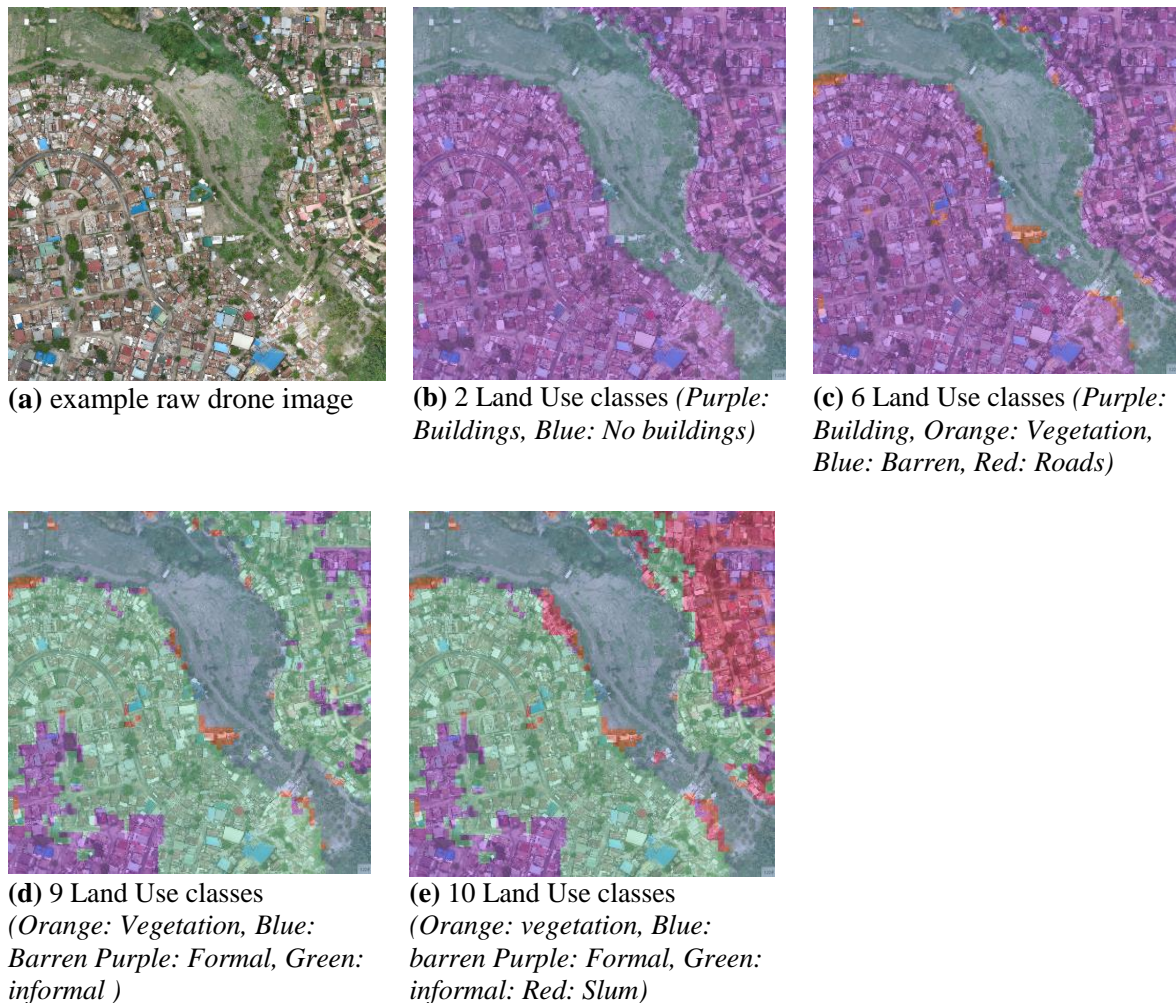 (a) example raw drone image
(b) 2 Land Use classes (Purple:
Buildings, Blue: No buildings)
(c) 6 Land Use classes (Purple:
Building, Orange: Vegetation,
Blue: Barren, Red: Roads)
(d) 9 Land Use classes
(Orange: Vegetation, Blue:
Barren Purple: Formal, Green:
informal )
(e) 10 Land Use classes
(Orange: vegetation, Blue:
barren Purple: Formal, Green:
informal: Red: Slum)